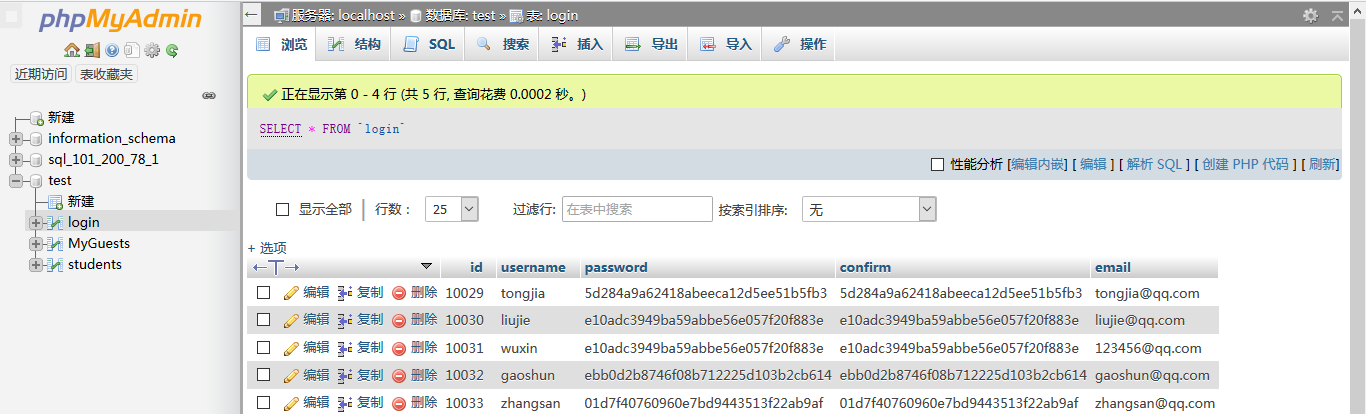 phpMyAdmin
近期访问 表收藏夹
新建
information_schema
sql_101_200_78_1
test
新建
login
MyGuests
students
服务器: localhost » 数据库: test » 表: login
浏览 结构 SQL 搜索 插入 导出 导入 操作
正在显示第 0 - 4 行 (共 5 行, 查询花费 0.0002 秒。)
SELECT * FROM `login`
性能分析 [编辑内嵌] [ 编辑 ] [ 解析 SQL ] [ 创建 PHP 代码 ] [ 刷新]
显示全部 | 行数: 25 过滤行: 在表中搜索 按索引排序: 无
+ 选项
←T→ id username password confirm email
编辑 复制 删除 10029 tongjia 5d284a9a62418abeeca12d5ee51b5fb3 5d284a9a62418abeeca12d5ee51b5fb3 tongjia@qq.com
编辑 复制 删除 10030 liujie e10adc3949ba59abbe56e057f20f883e e10adc3949ba59abbe56e057f20f883e liujie@qq.com
编辑 复制 删除 10031 wuxin e10adc3949ba59abbe56e057f20f883e e10adc3949ba59abbe56e057f20f883e 123456@qq.com
编辑 复制 删除 10032 gaoshun ebb0d2b8746f08b712225d103b2cb614 ebb0d2b8746f08b712225d103b2cb614 gaoshun@qq.com
编辑 复制 删除 10033 zhangsan 01d7f40760960e7bd9443513f22ab9af 01d7f40760960e7bd9443513f22ab9af zhangsan@qq.com